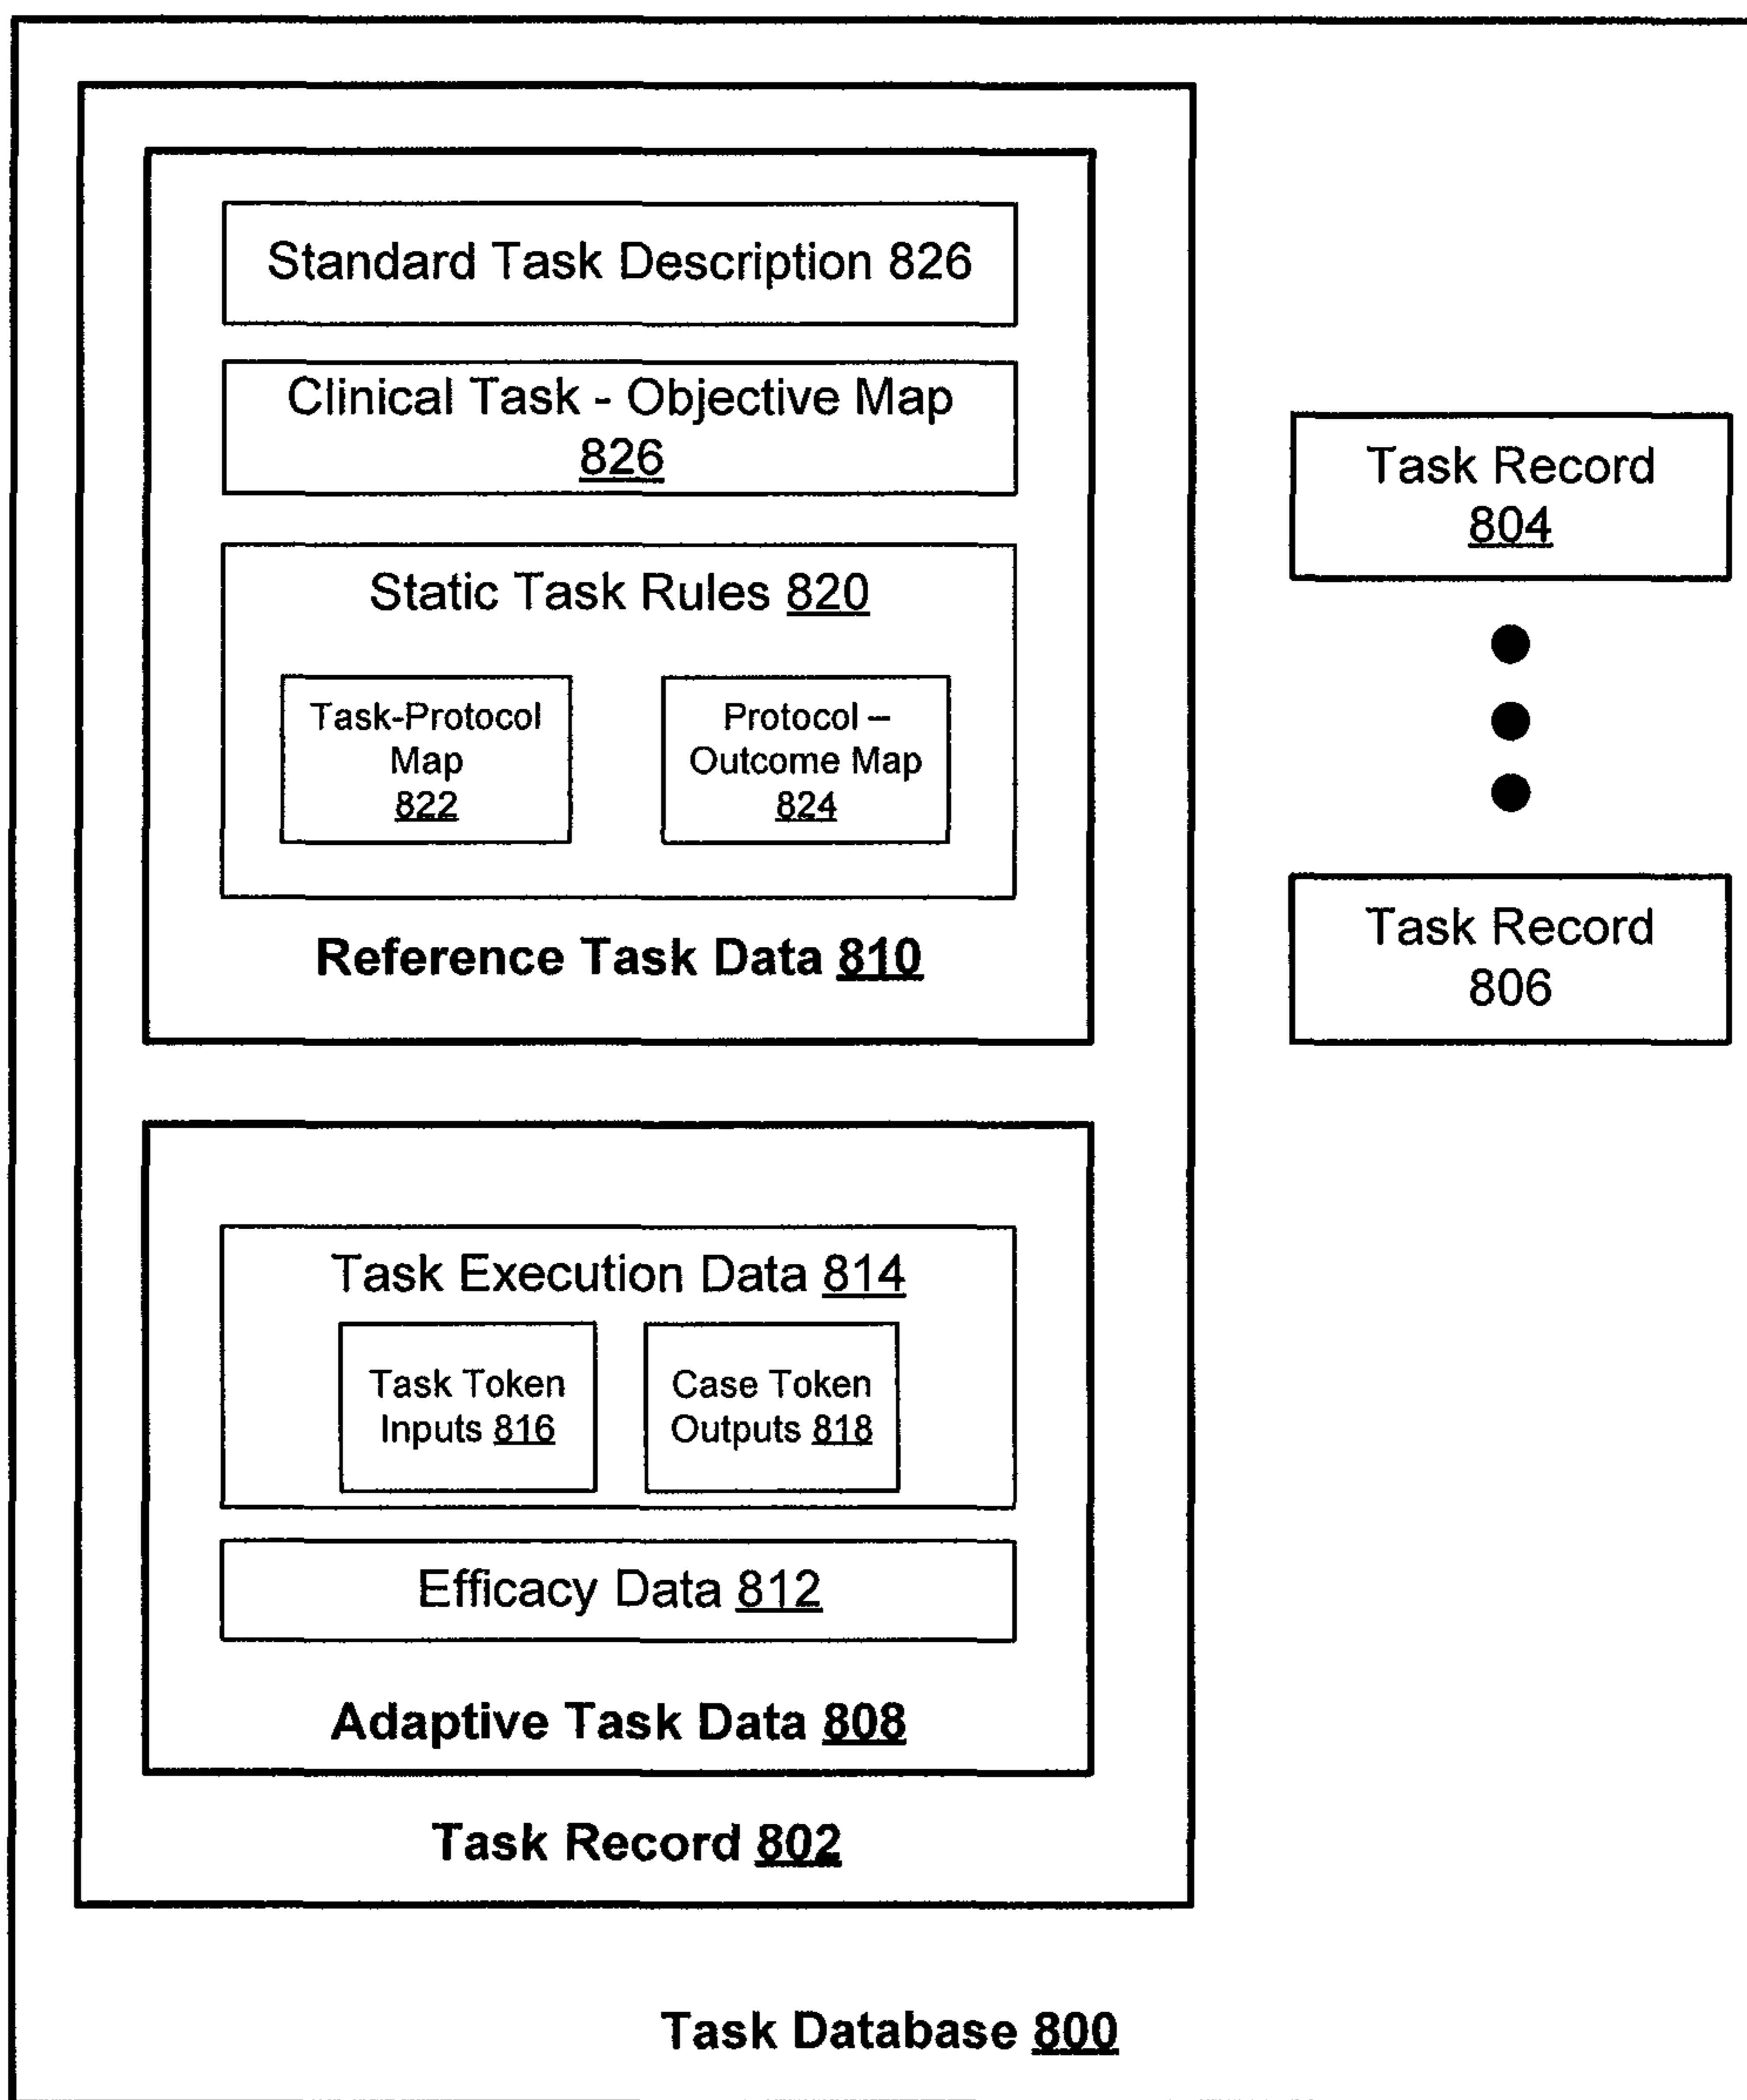 Standard Task Description 826
Clinical Task - Objective Map
826
Static Task Rules 820
Task-Protocol
Map
822
Protocol –
Outcome Map
824
Reference Task Data 810
Task Execution Data 814
Task Token
Inputs 816
Case Token
Outputs 818
Efficacy Data 812
Adaptive Task Data 808
Task Record 802
Task Record
804
Task Record
806
Task Database 800